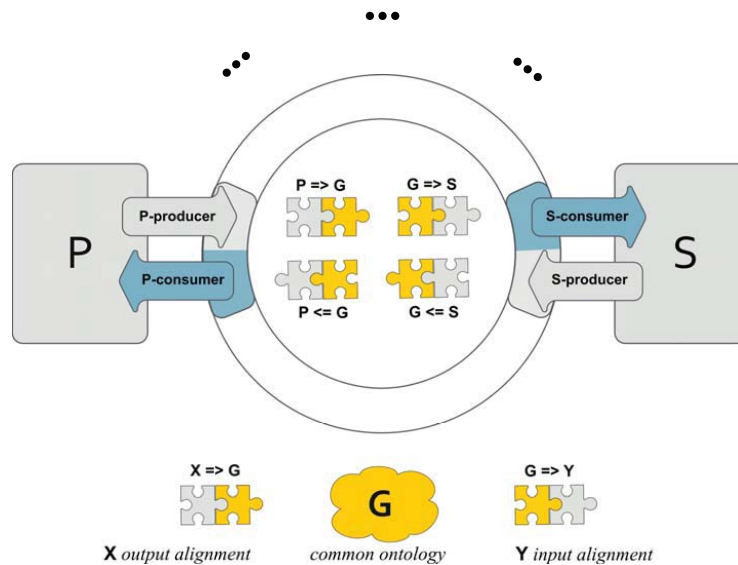 P => G G => S
P-producer S-consumer
P S
P-consumer S-producer
P <= G G <= S
X => G G => Y
G
X output alignment common ontology Y input alignment